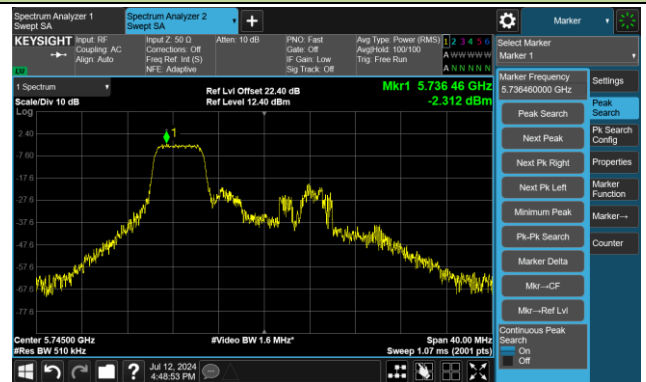 Spectrum Analyzer 1
Swept SA
Spectrum Analyzer 2
Swept SA
+
Marker
KEYSIGHT
Input: RF
Coupling: AC
Align: Auto
Input Z: 50 Ω
Corrections: Off
Freq Ref: Int (S)
NFE: Adaptive
Atten: 10 dB
PNO: Fast
Gate: Off
IF Gain: Low
Sig Track: Off
Avg Type: Power (RMS)
Avg|Hold: 100/100
Trig: Free Run
1 2 3 4 5 6
A W W W W W
A N N N N N
LW
Select Marker
Marker 1
1 Spectrum
Scale/Div 10 dB
Log
Ref Lvl Offset 22.40 dB
Ref Level 12.40 dBm
Mkr1 5.736 46 GHz
-2.312 dBm
1
2.40
-7.60
-17.6
-27.6
-37.6
-47.6
-57.6
-67.6
-77.6
Center 5.74500 GHz
#Res BW 510 kHz
#Video BW 1.6 MHz*
Span 40.00 MHz
Sweep 1.07 ms (2001 pts)
Marker Frequency
5.736460000 GHz
Peak Search
Next Peak
Next Pk Right
Next Pk Left
Minimum Peak
Pk-Pk Search
Marker Delta
Mkr→CF
Mkr→Ref Lvl
Continuous Peak
Search
On
Off
Settings
Peak
Search
Pk Search
Config
Properties
Marker
Function
Marker→
Counter
?
Jul 12, 2024
4:48:53 PM